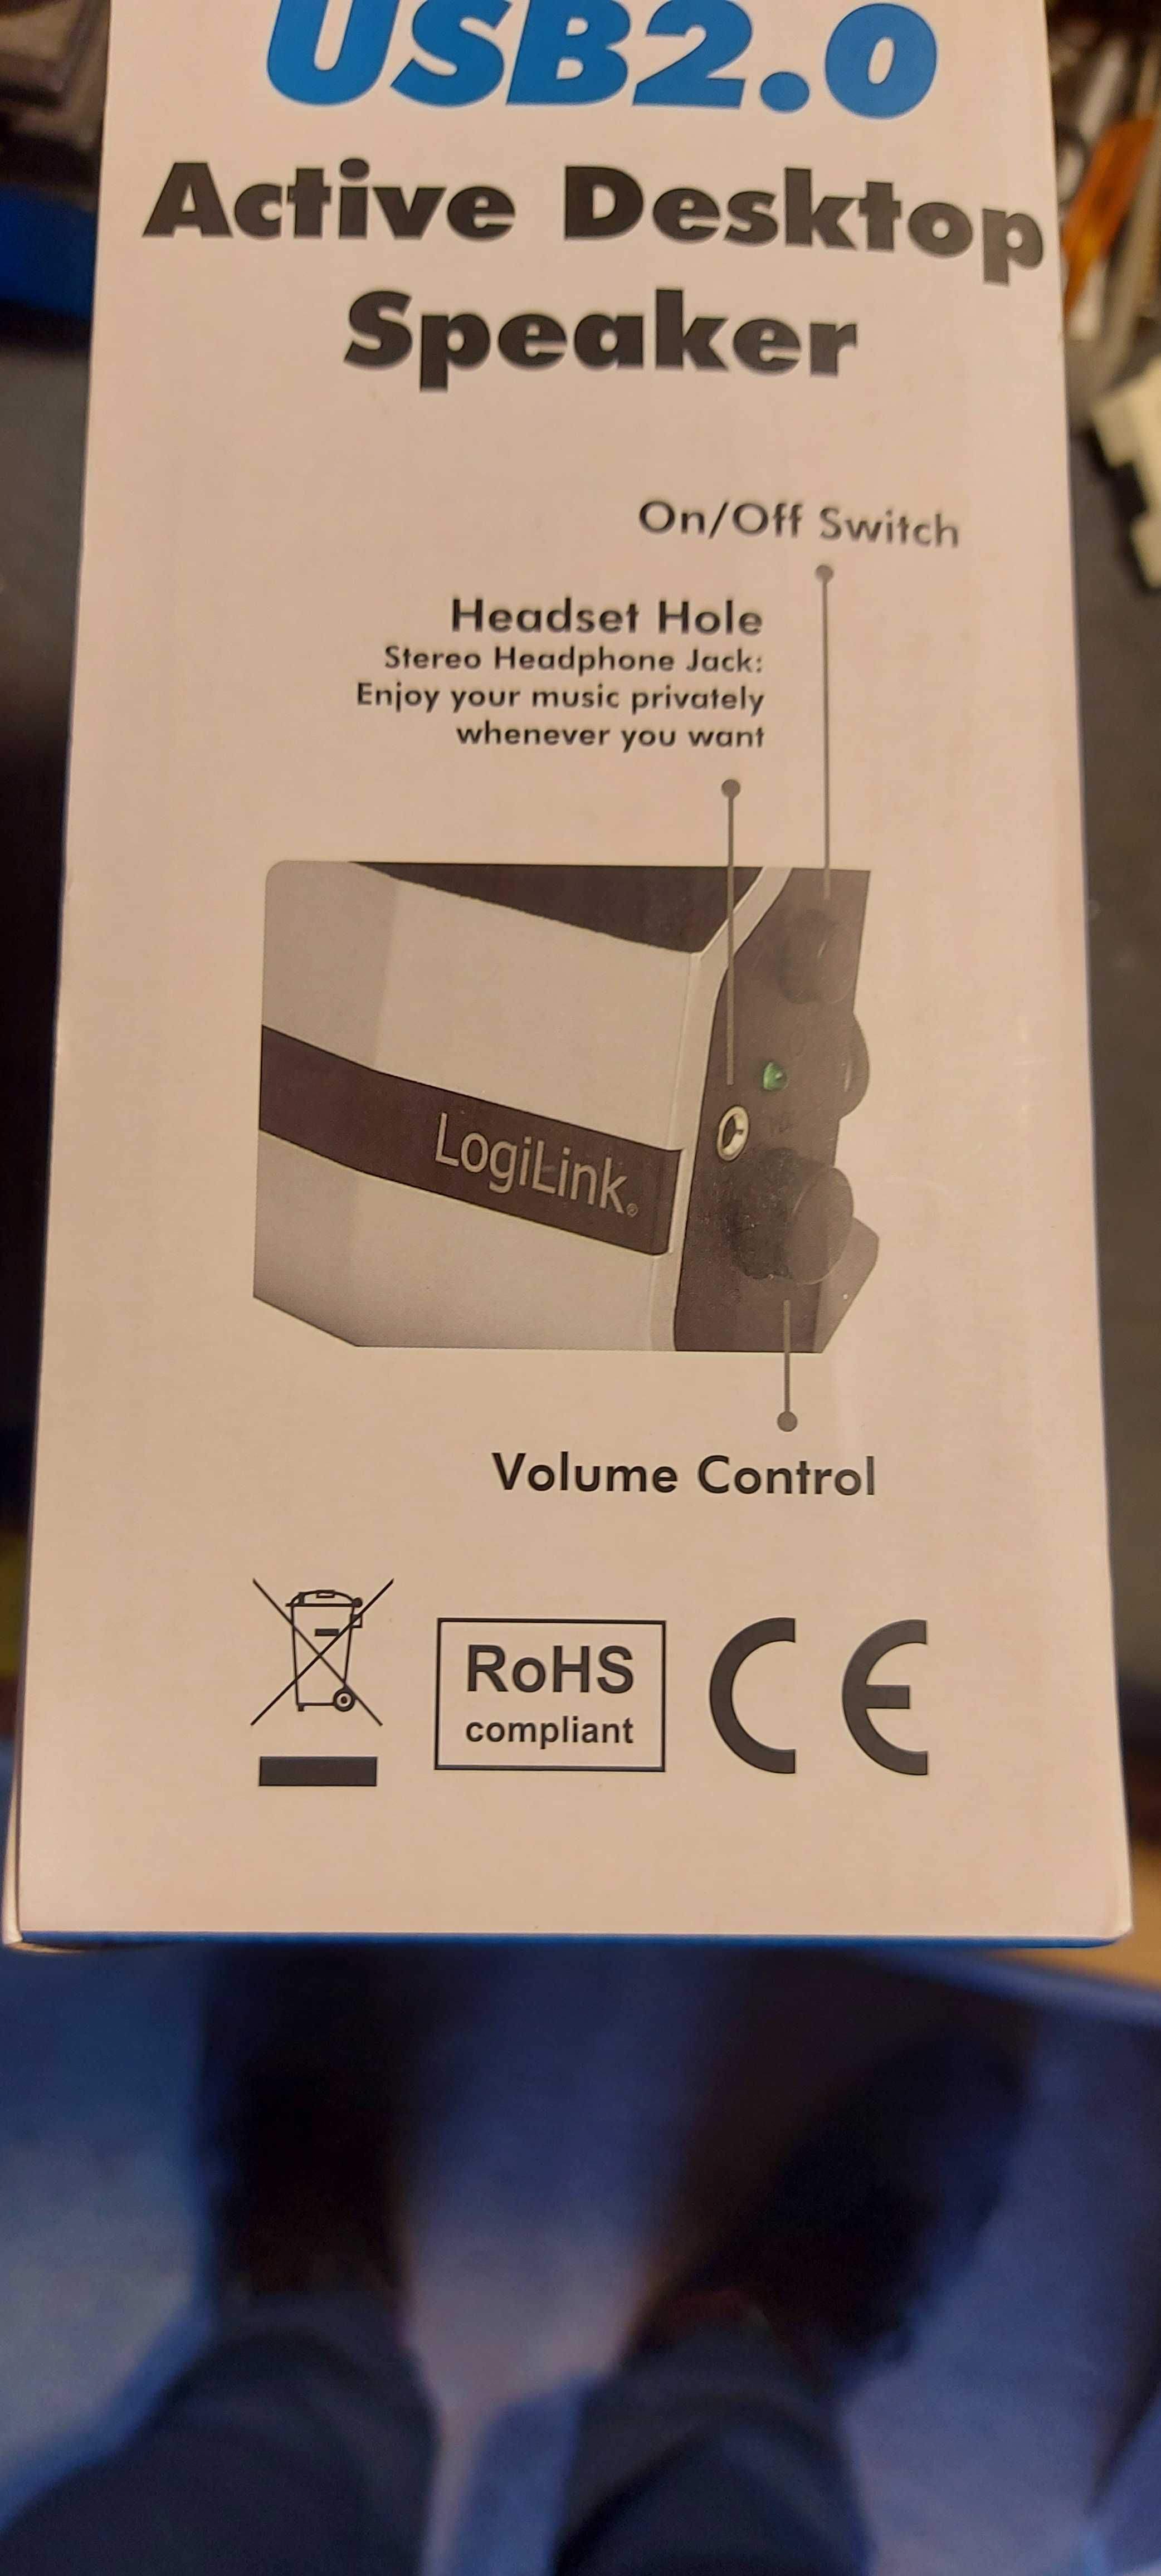 USB2.0
Active Desktop
Speaker
On/Off Switch
Headset Hole
Stereo Headphone Jack:
Enjoy your music privately
whenever you want
LogiLink®
Volume Control
RoHS
compliant
CE